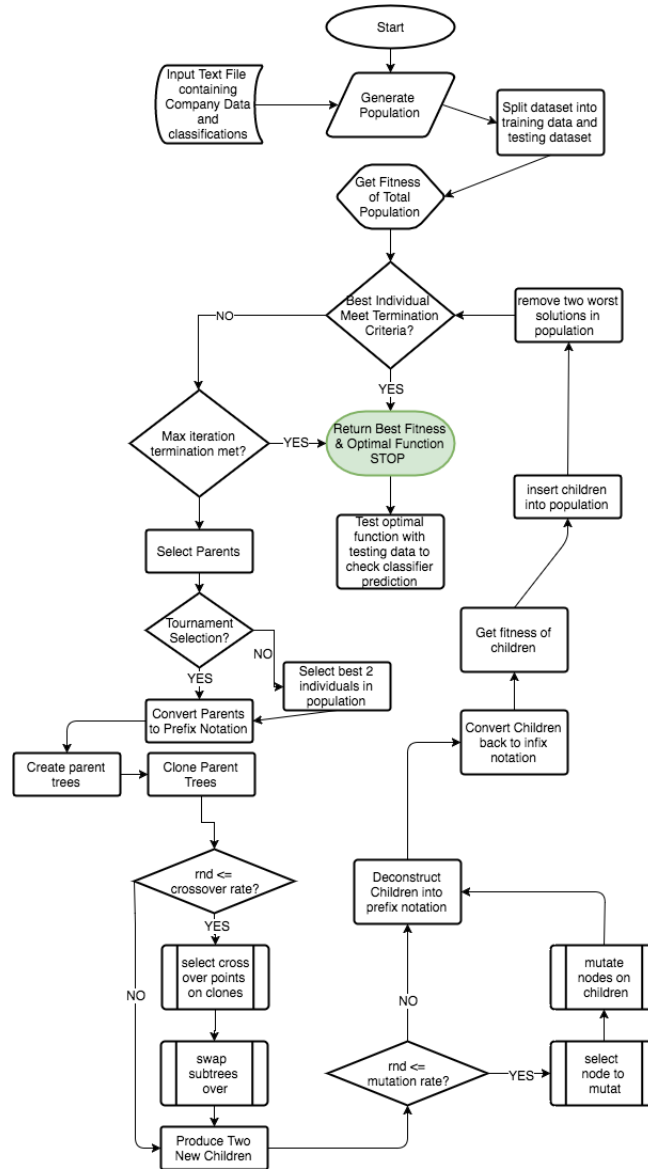 Start
Input Text File
containing
Company Data
and
classifications
Generate
Population
Split dataset into
training data and
testing dataset
Get Fitness
of Total
Population
Best Individual
Meet Termination
Criteria?
remove two worst
solutions in
population
NO
YES
Max iteration
termination met?
YES
Return Best Fitness
& Optimal Function
STOP
insert children
into population
Test optimal
function with
testing data to
check classifier
prediction
Select Parents
Tournament
Selection?
NO
YES
Select best 2
individuals in
population
Get fitness of
children
Convert Parents
to Prefix Notation
Convert Children
back to infix
notation
Create parent
trees
Clone Parent
Trees
rnd <=
crossover rate?
YES
NO
Deconstruct
Children into
prefix notation
select cross
over points
on clones
mutate
nodes on
children
NO
swap
subtrees
over
rnd <=
mutation rate?
YES
select
node to
mutat
Produce Two
New Children